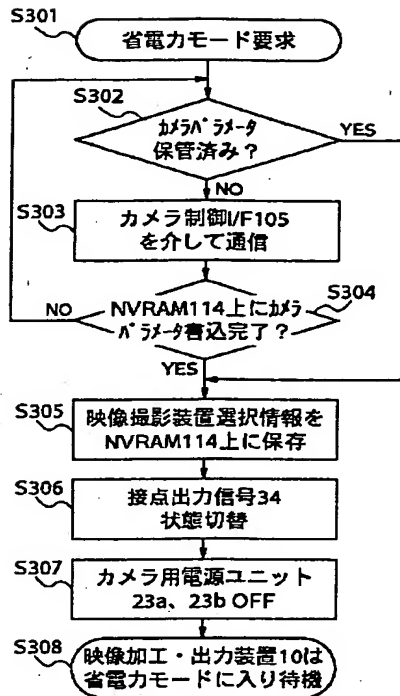 S301
省電力モード要求
S302
ｶﾒﾗﾊﾟﾗﾒｰﾀ
保管済み？
YES
NO
S303
カメラ制御I/F105
を介して通信
S304
NO
NVRAM114上にｶﾒﾗ
ﾊﾟﾗﾒｰﾀ書込完了？
YES
S305
映像撮影装置選択情報を
NVRAM114上に保存
S306
接点出力信号34
状態切替
S307
カメラ用電源ユニット
23a、23b OFF
S308
映像加工・出力装置10は
省電力モードに入り待機